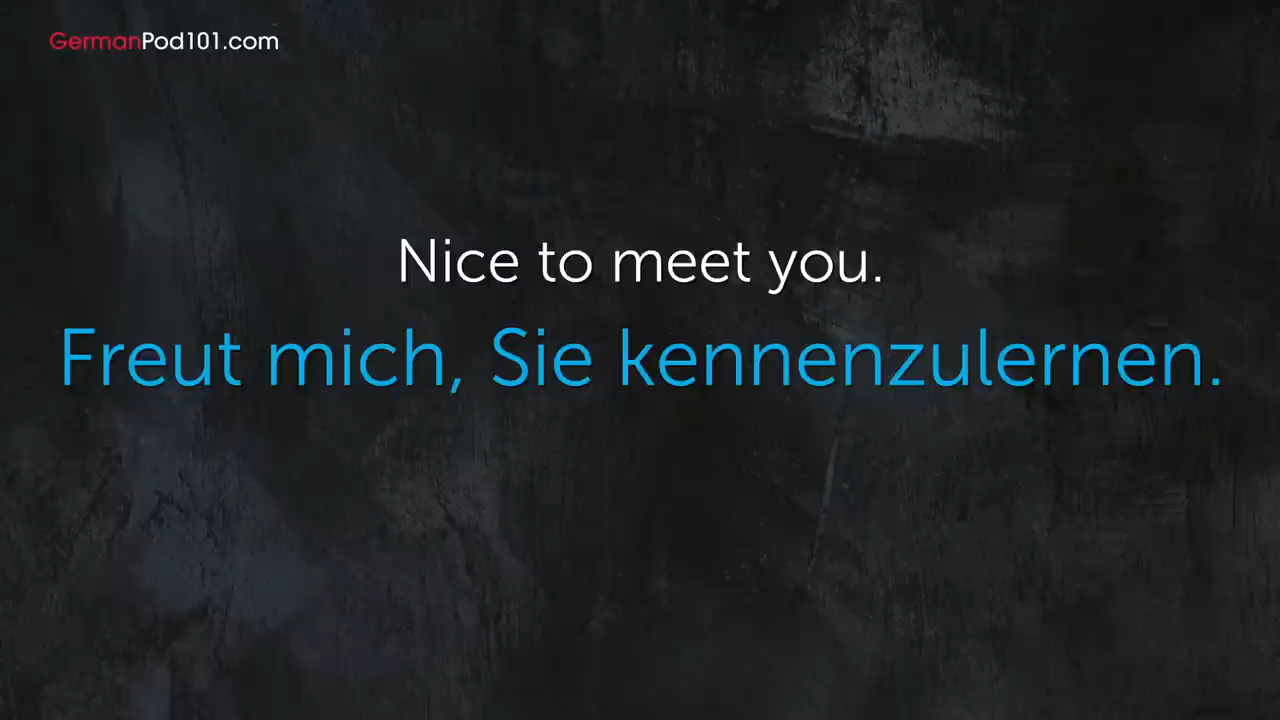 GermanPod101.com
Nice to meet you.
Freut mich, Sie kennenzulernen.